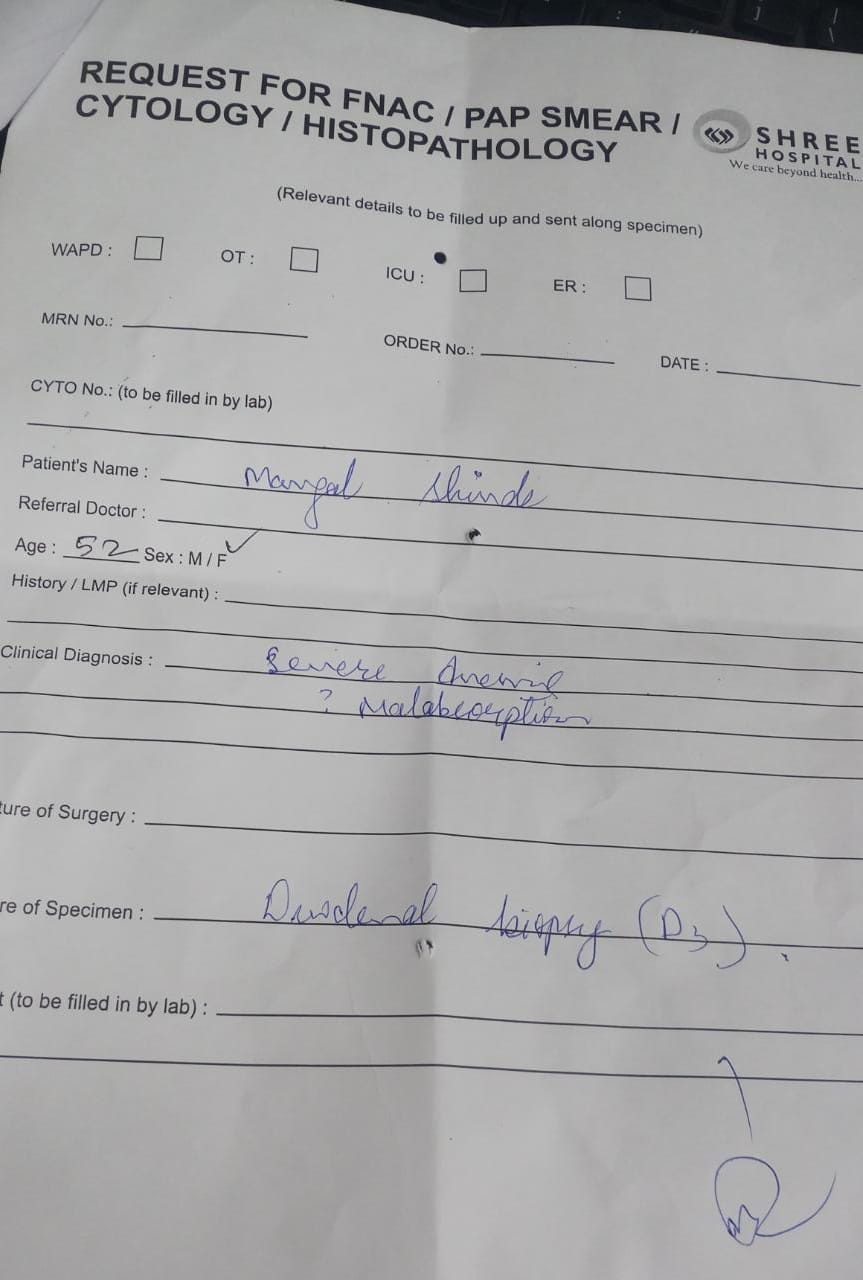 REQUEST FOR FNAC / PAP SMEAR /
CYTOLOGY / HISTOPATHOLOGY
SHREE
HOSPITAL
We care beyond health...
(Relevant details to be filled up and sent along specimen)
WAPD : OT : ICU : ER :
MRN No.: ORDER No.: DATE :
CYTO No.: (to be filled in by lab)
Patient's Name : Mangal Shinde
Referral Doctor :
Age : 52 Sex : M / F ✓
History / LMP (if relevant) :
Clinical Diagnosis : Severe Anemia
? Malabsorption
ture of Surgery :
re of Specimen : Duodenal biopsy (D3).
t (to be filled in by lab) :